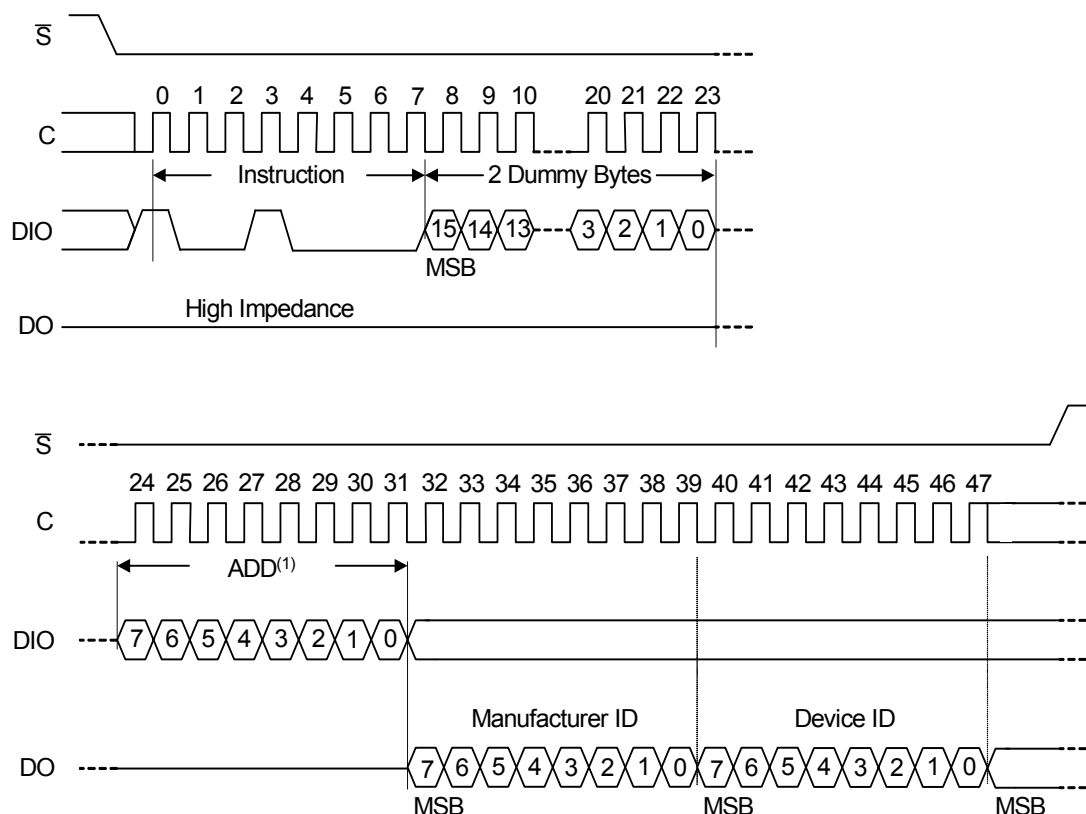 S
0 1 2 3 4 5 6 7 8 9 10 20 21 22 23
C
Instruction 2 Dummy Bytes
DIO 15 14 13 3 2 1 0
MSB
High Impedance
DO
S
24 25 26 27 28 29 30 31 32 33 34 35 36 37 38 39 40 41 42 43 44 45 46 47
C
ADD(1)
DIO 7 6 5 4 3 2 1 0
Manufacturer ID Device ID
DO 7 6 5 4 3 2 1 0 7 6 5 4 3 2 1 0
MSB MSB MSB